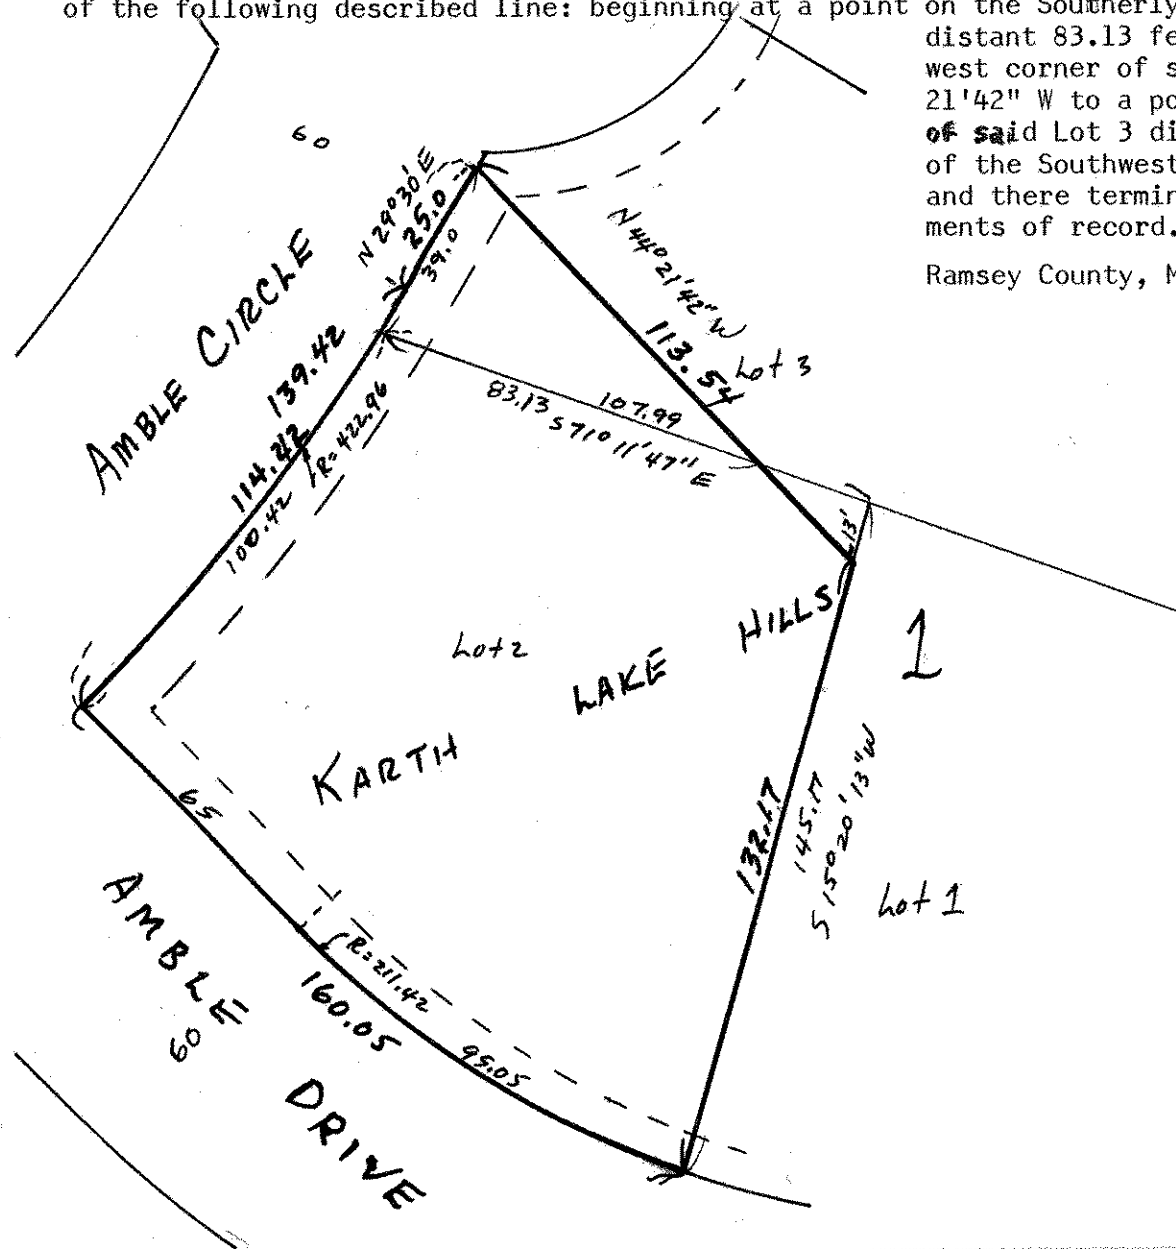 of the following described line: beginning at a point on the Southerly
distant 83.13 fe
west corner of s
21'42" W to a po
of said Lot 3 di
of the Southwest
and there termin
ments of record.
Ramsey County, M
60
N 29°30' E
25.0
39.0
AMBLE CIRCLE
139.42
114.42
100.42
R=422.96
N 44°21'42" W
113.54
Lot 3
83.13
107.99
S 71°11'47" E
13'
Lot 2
KARTH LAKE HILLS
1
132.17
145.17
S 15°20'13" W
Lot 1
65
R=211.42
160.05
95.05
AMBLE DRIVE
60